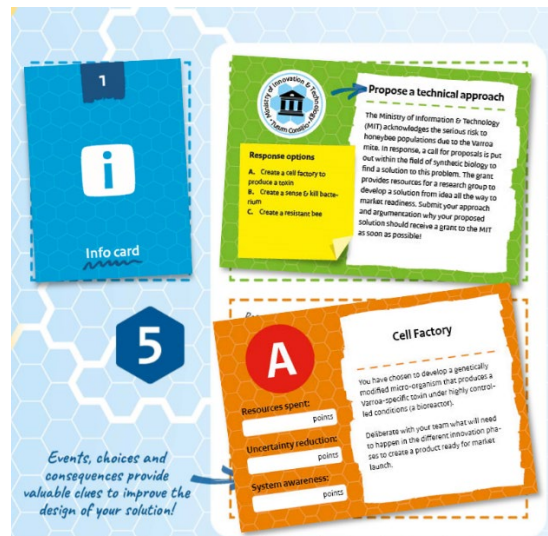 1
Info card
Ministry of Innovation & Technology
Tutum Consilio
Propose a technical approach
The Ministry of Information & Technology
(MIT) acknowledges the serious risk to
honeybee populations due to the Varroa
mite. In response, a call for proposals is put
out within the field of synthetic biology to
find a solution to this problem. The grant
provides resources for a research group to
develop a solution from idea all the way to
market readiness. Submit your approach
and argumentation why your proposed
solution should receive a grant to the MIT
as soon as possible!
Response options
A. Create a cell factory to
produce a toxin
B. Create a sense & kill bacte-
rium
C. Create a resistant bee
5
A
Resources spent:
points
Uncertainty reduction:
points
System awareness:
points
Cell Factory
You have chosen to develop a genetically
modified micro-organism that produces a
Varroa-specific toxin under highly control-
led conditions (a bioreactor).
Deliberate with your team what will need
to happen in the different innovation pha-
ses to create a product ready for market
launch.
Events, choices and
consequences provide
valuable clues to improve the
design of your solution!